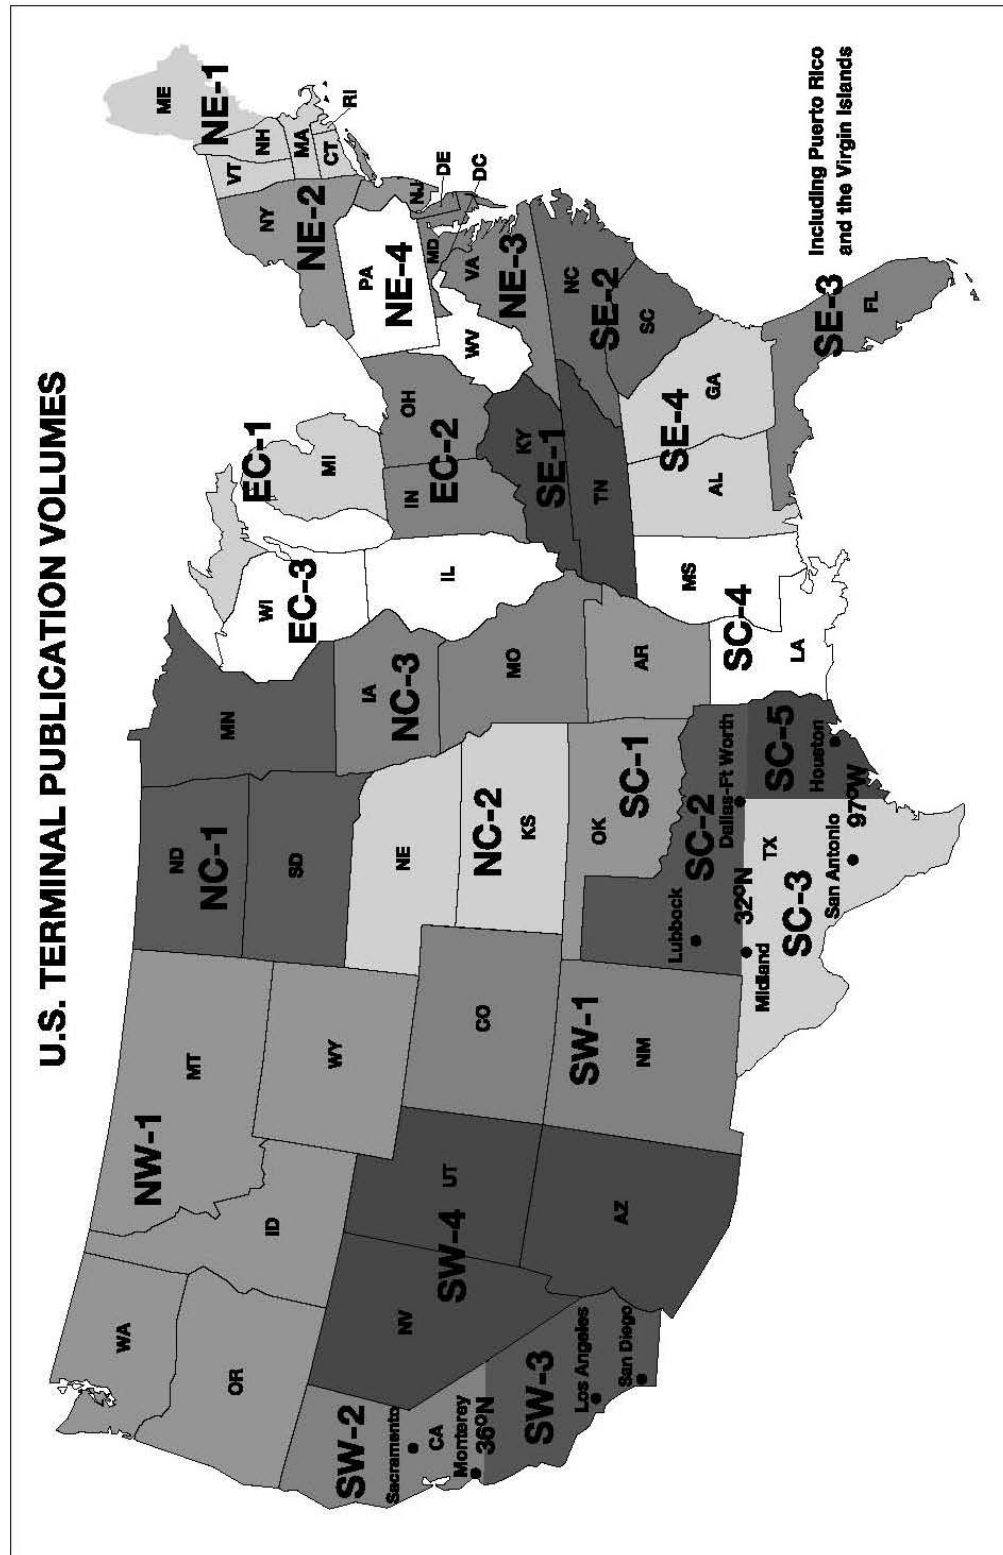 U.S. TERMINAL PUBLICATION VOLUMES
WA
OR
NW-1
MT
ID
WY
ND
NC-1
SD
MN
NE
NC-2
KS
IA
NC-3
MO
WI
EC-3
IL
EC-1
MI
IN
OH
EC-2
ME
NE-1
VT
NH
MA
RI
CT
NY
NE-2
PA
NE-4
NJ
DE
DC
MD
WV
VA
NE-3
KY
SE-1
TN
NC
SE-2
SC
SE-4
GA
AL
SE-3
FL
Including Puerto Rico
and the Virgin Islands
MS
SC-4
LA
AR
OK
SC-1
SC-2
Lubbock
Dallas-Ft Worth
32ºN
Midland
TX
SC-3
San Antonio
SC-5
Houston
97ºW
CO
SW-1
NM
UT
SW-4
NV
AZ
SW-2
Sacramento
CA
Monterey
36ºN
SW-3
Los Angeles
San Diego